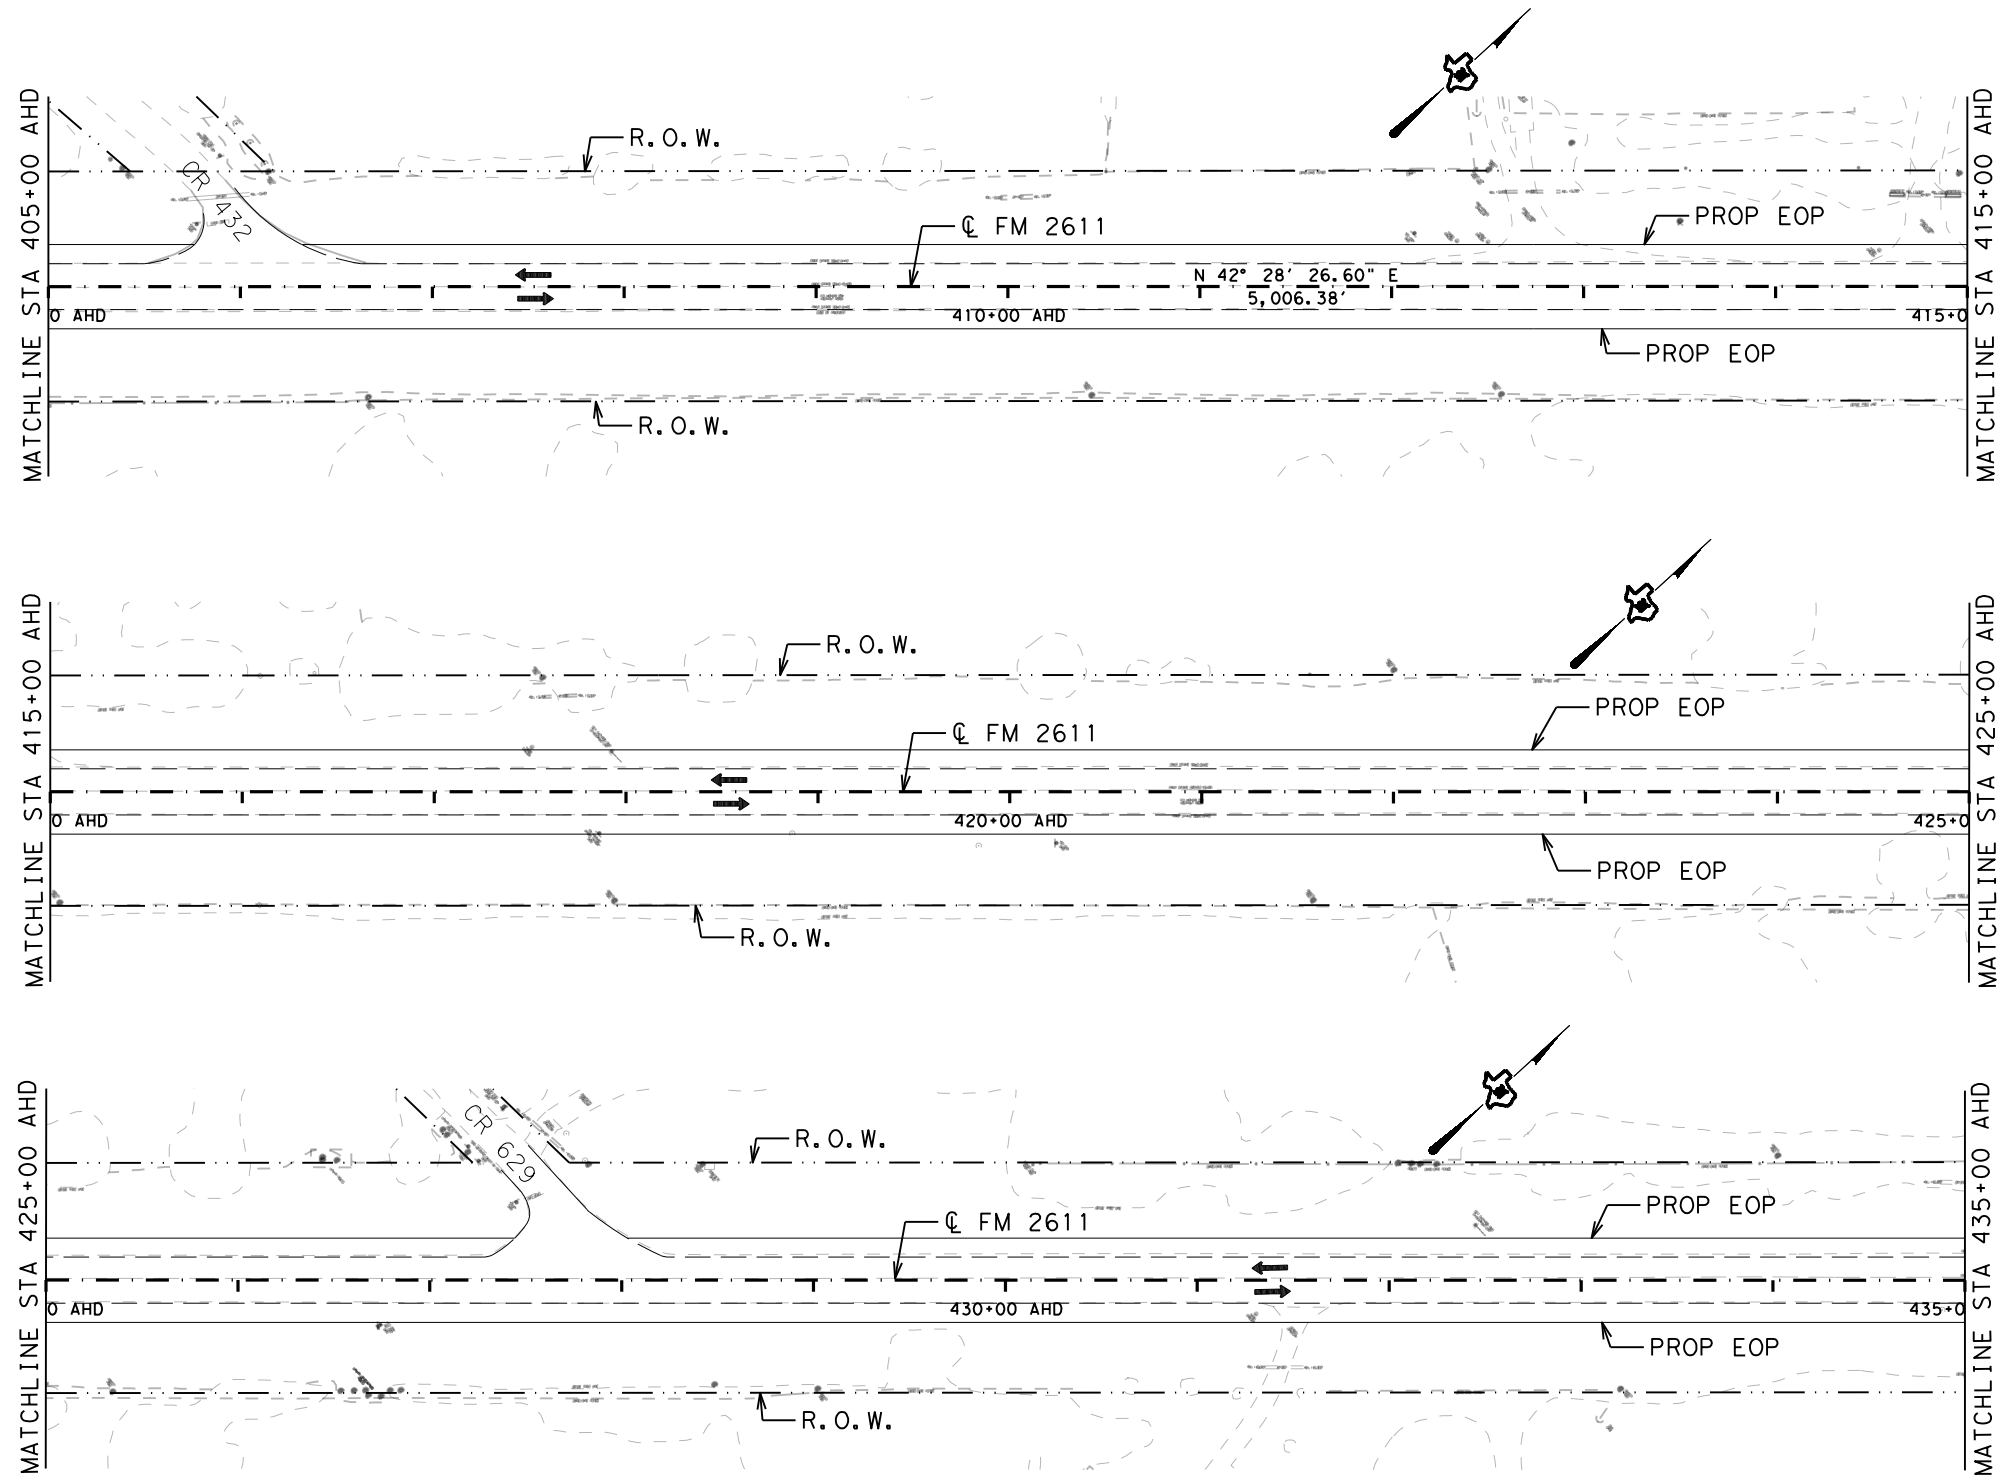 MATCHLINE STA 405+00 AHD
R.O.W.
CR 432
℄ FM 2611
PROP EOP
N 42° 28' 26.60" E
5,006.38'
0 AHD
410+00 AHD
415+0
PROP EOP
R.O.W.
MATCHLINE STA 415+00 AHD
MATCHLINE STA 415+00 AHD
R.O.W.
PROP EOP
℄ FM 2611
0 AHD
420+00 AHD
425+0
PROP EOP
R.O.W.
MATCHLINE STA 425+00 AHD
MATCHLINE STA 425+00 AHD
CR 629
R.O.W.
PROP EOP
℄ FM 2611
0 AHD
430+00 AHD
435+0
PROP EOP
R.O.W.
MATCHLINE STA 435+00 AHD